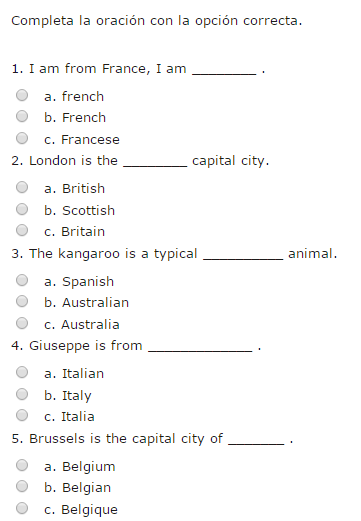 Completa la oración con la opción correcta.
1. I am from France, I am ________ .
a. french
b. French
c. Francese
2. London is the ________ capital city.
a. British
b. Scottish
c. Britain
3. The kangaroo is a typical __________ animal.
a. Spanish
b. Australian
c. Australia
4. Giuseppe is from _____________ .
a. Italian
b. Italy
c. Italia
5. Brussels is the capital city of _______ .
a. Belgium
b. Belgian
c. Belgique